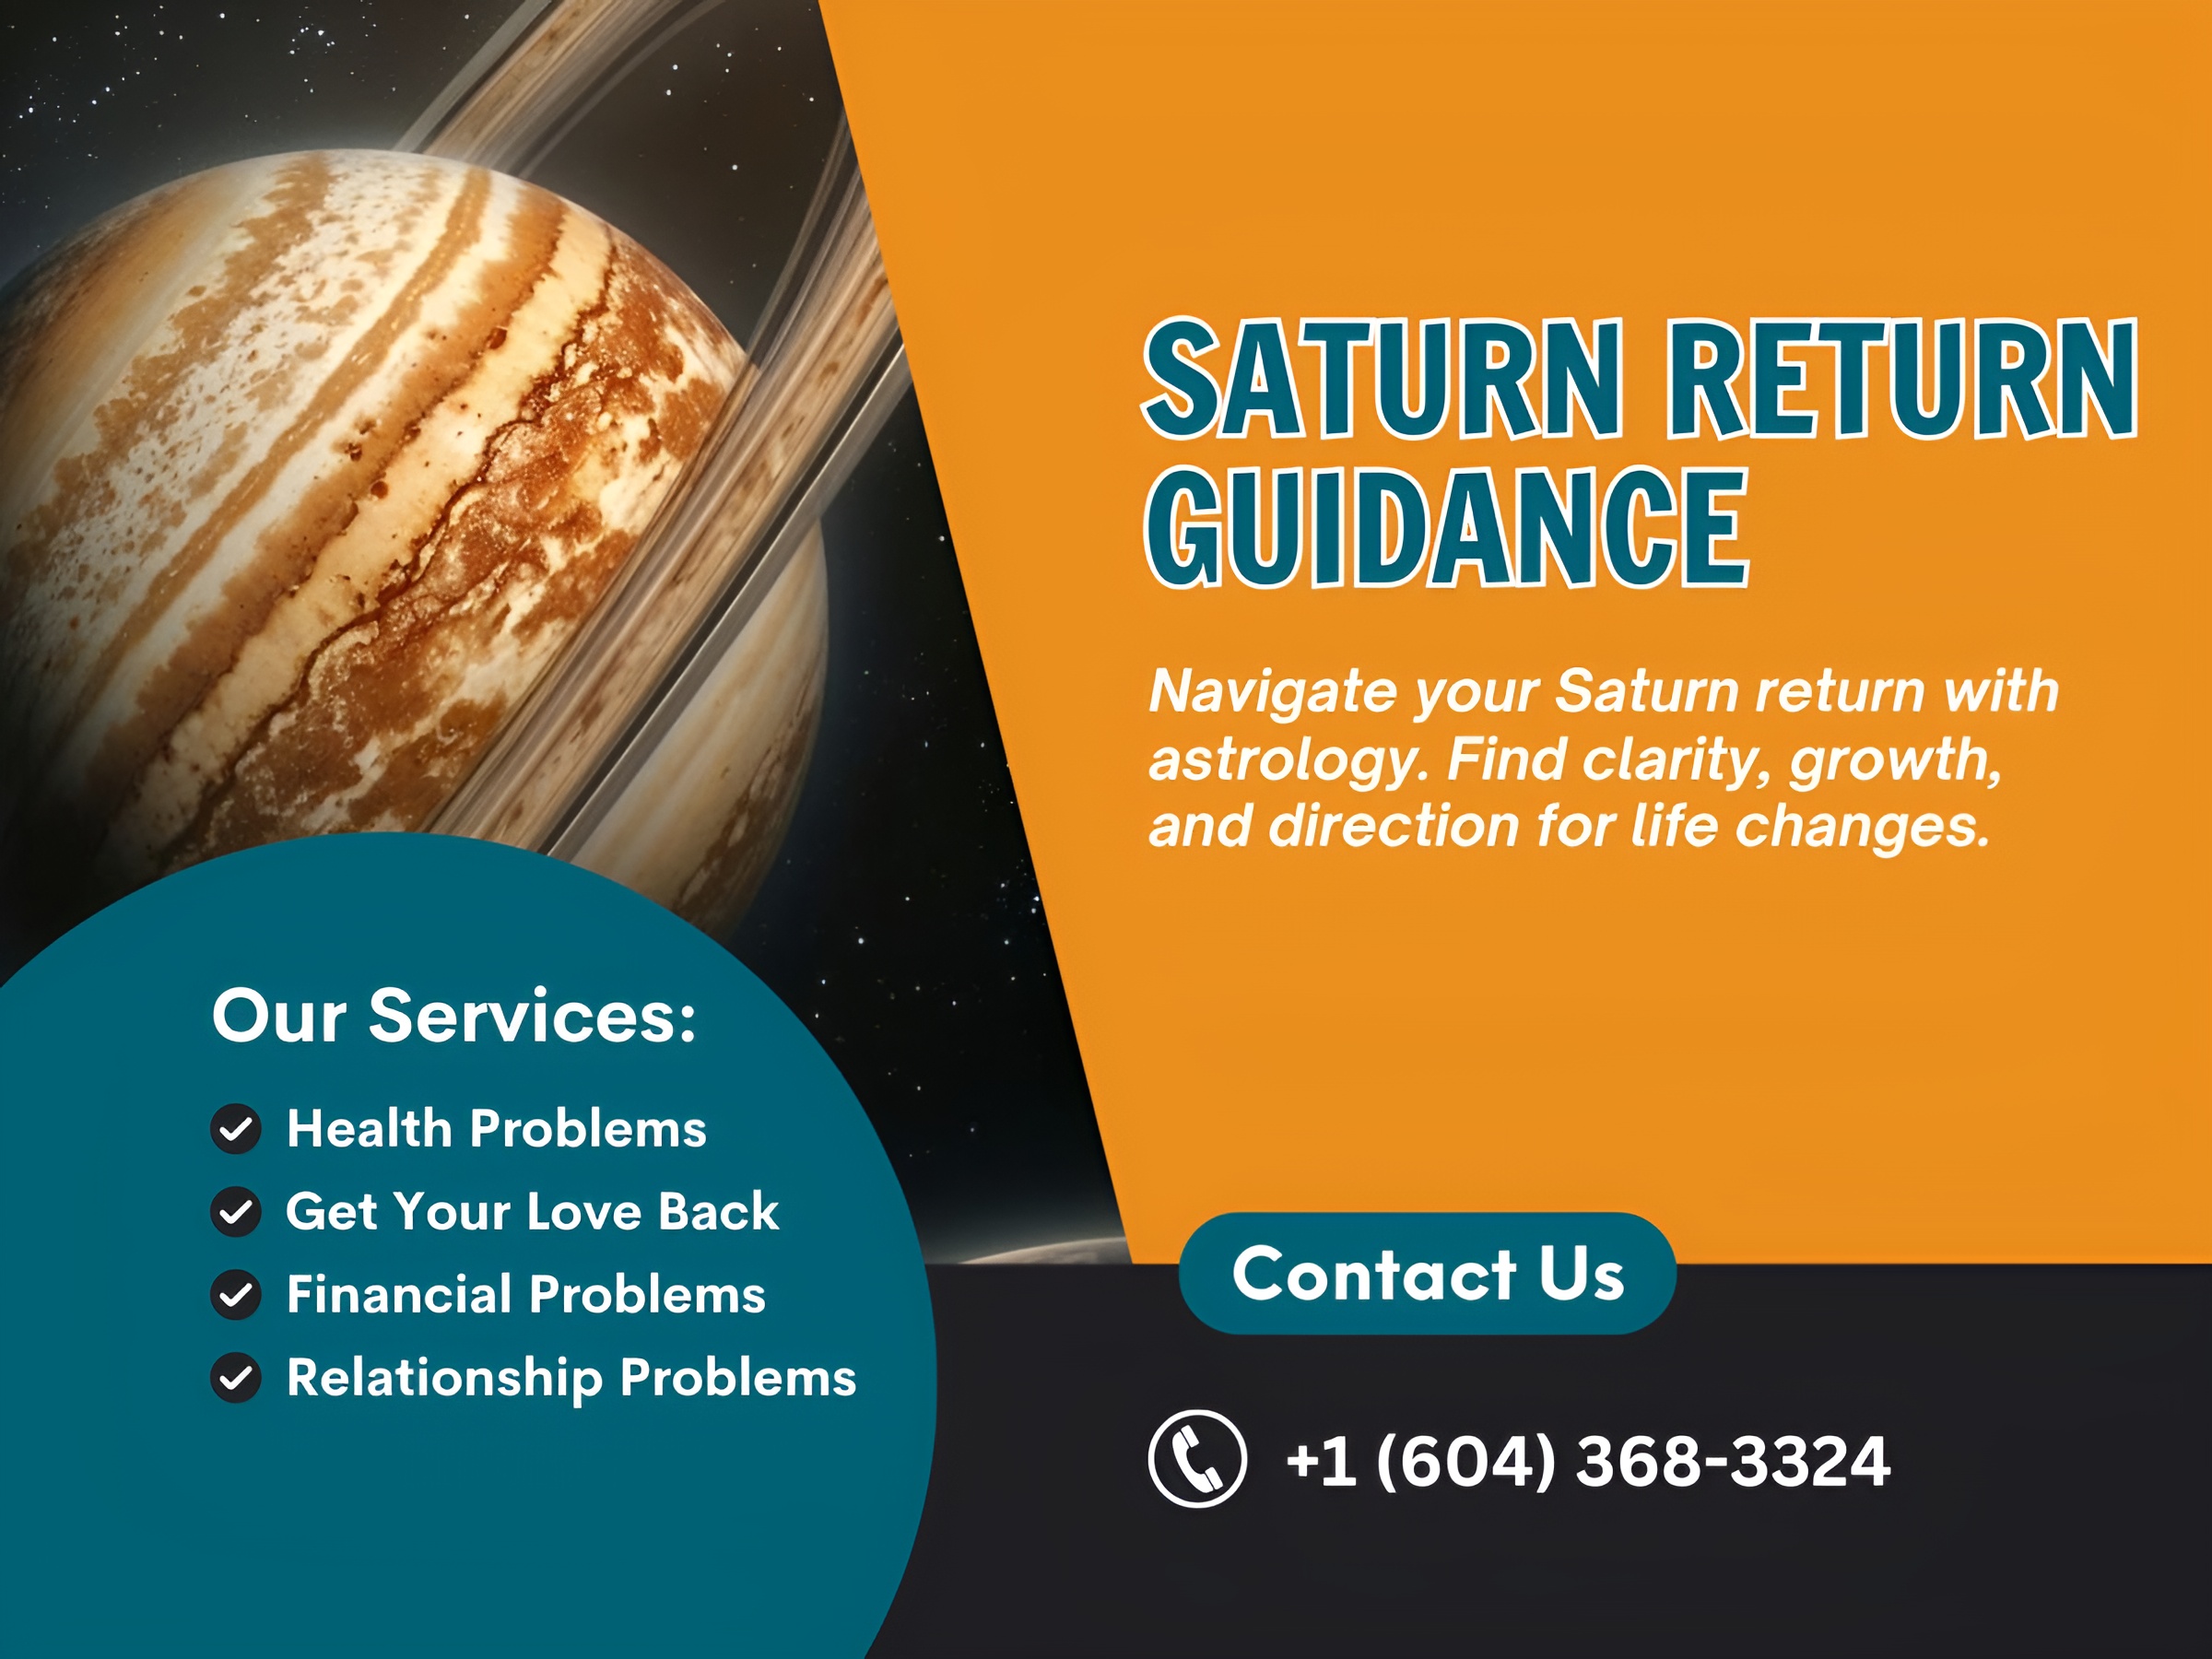 SATURN RETURN
GUIDANCE
Navigate your Saturn return with
astrology. Find clarity, growth,
and direction for life changes.
Our Services:
Health Problems
Get Your Love Back
Financial Problems
Relationship Problems
Contact Us
+1 (604) 368-3324